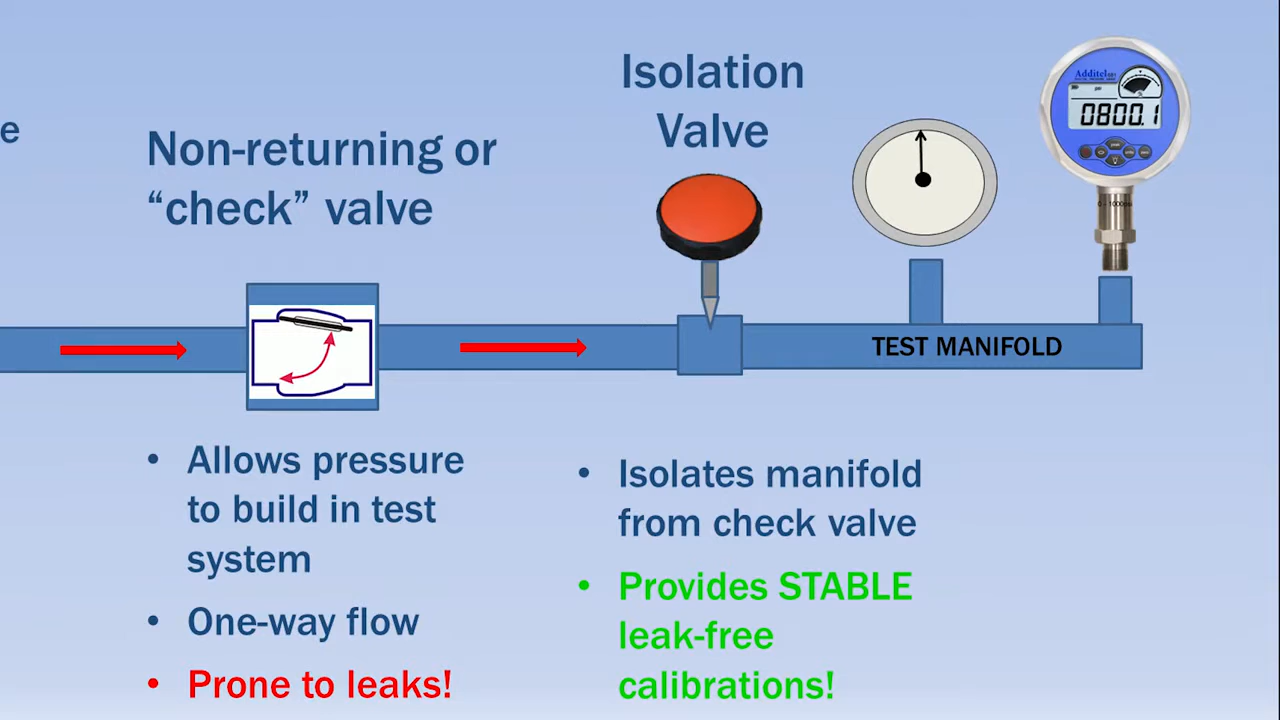 e
Non-returning or
“check” valve
Isolation
Valve
Additel
0800.1
TEST MANIFOLD
• Allows pressure
to build in test
system
• One-way flow
• Prone to leaks!
• Isolates manifold
from check valve
• Provides STABLE
leak-free
calibrations!